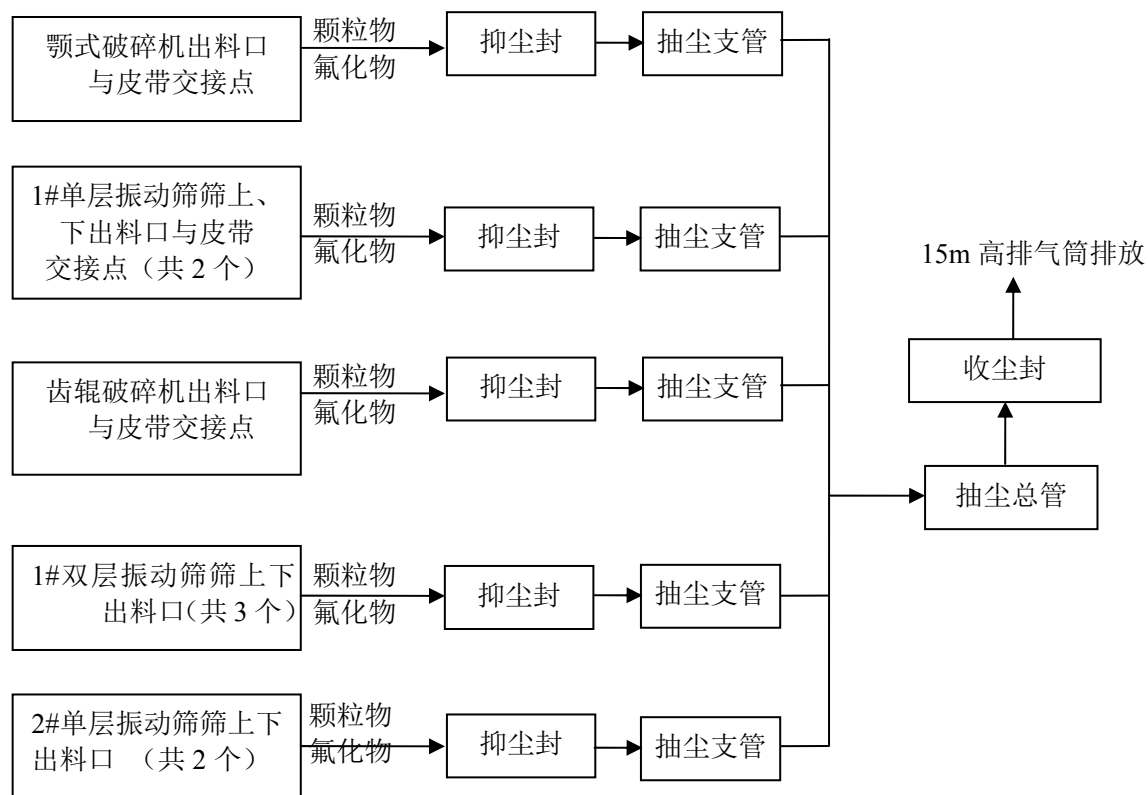 颚式破碎机出料口
与皮带交接点
颗粒物
氟化物
抑尘封
抽尘支管
1#单层振动筛筛上、
下出料口与皮带
交接点（共 2 个）
颗粒物
氟化物
抑尘封
抽尘支管
15m 高排气筒排放
收尘封
齿辊破碎机出料口
与皮带交接点
颗粒物
氟化物
抑尘封
抽尘支管
抽尘总管
1#双层振动筛筛上下
出料口（共 3 个）
颗粒物
氟化物
抑尘封
抽尘支管
2#单层振动筛筛上下
出料口 （共 2 个）
颗粒物
氟化物
抑尘封
抽尘支管